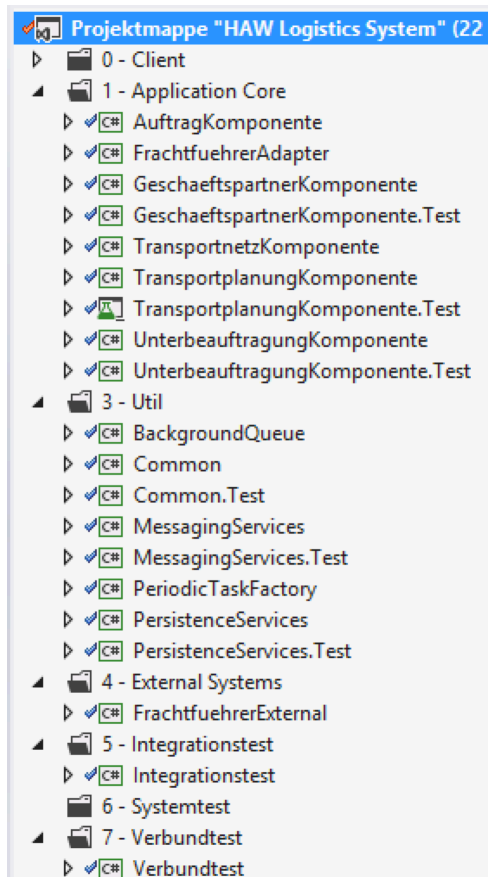 Projektmappe "HAW Logistics System" (22
0 - Client
1 - Application Core
C# AuftragKomponente
C# FrachtfuehrerAdapter
C# GeschaeftspartnerKomponente
C# GeschaeftspartnerKomponente.Test
C# TransportnetzKomponente
C# TransportplanungKomponente
TransportplanungKomponente.Test
C# UnterbeauftragungKomponente
C# UnterbeauftragungKomponente.Test
3 - Util
C# BackgroundQueue
C# Common
C# Common.Test
C# MessagingServices
C# MessagingServices.Test
C# PeriodicTaskFactory
C# PersistenceServices
C# PersistenceServices.Test
4 - External Systems
C# FrachtfuehrerExternal
5 - Integrationstest
C# Integrationstest
6 - Systemtest
7 - Verbundtest
C# Verbundtest